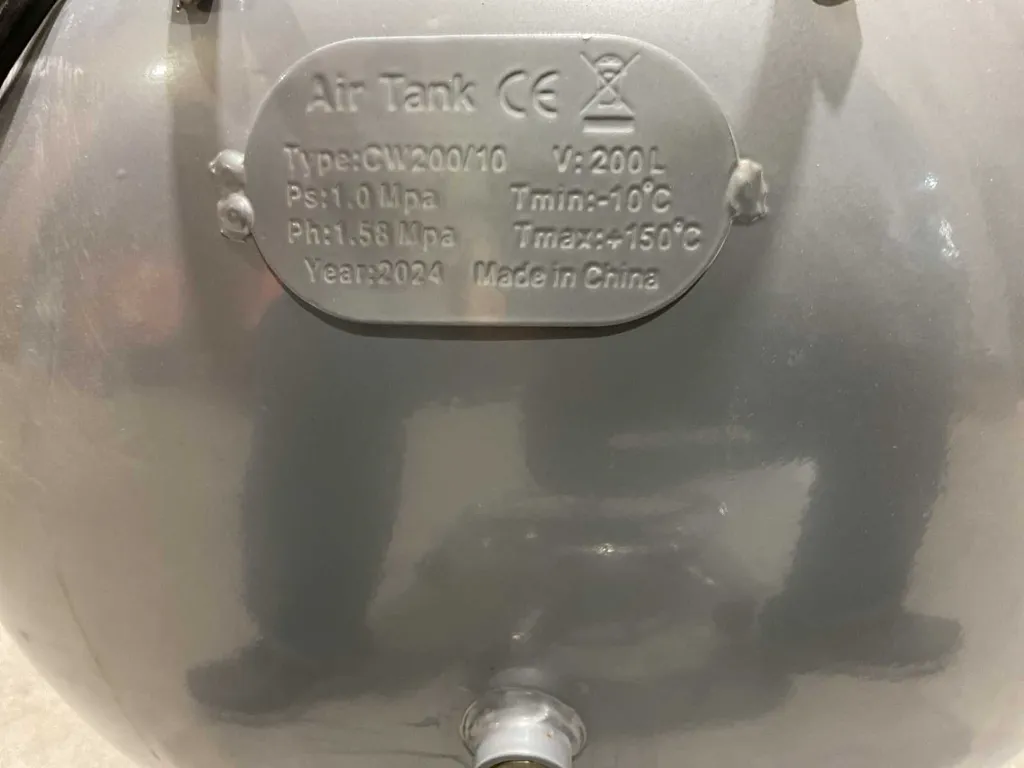 Air Tank CE
Type:CW200/10 V: 200L
Ps:1.0 Mpa Tmin:-10°C
Ph:1.58 Mpa Tmax:+150°C
Year:2024 Made in China